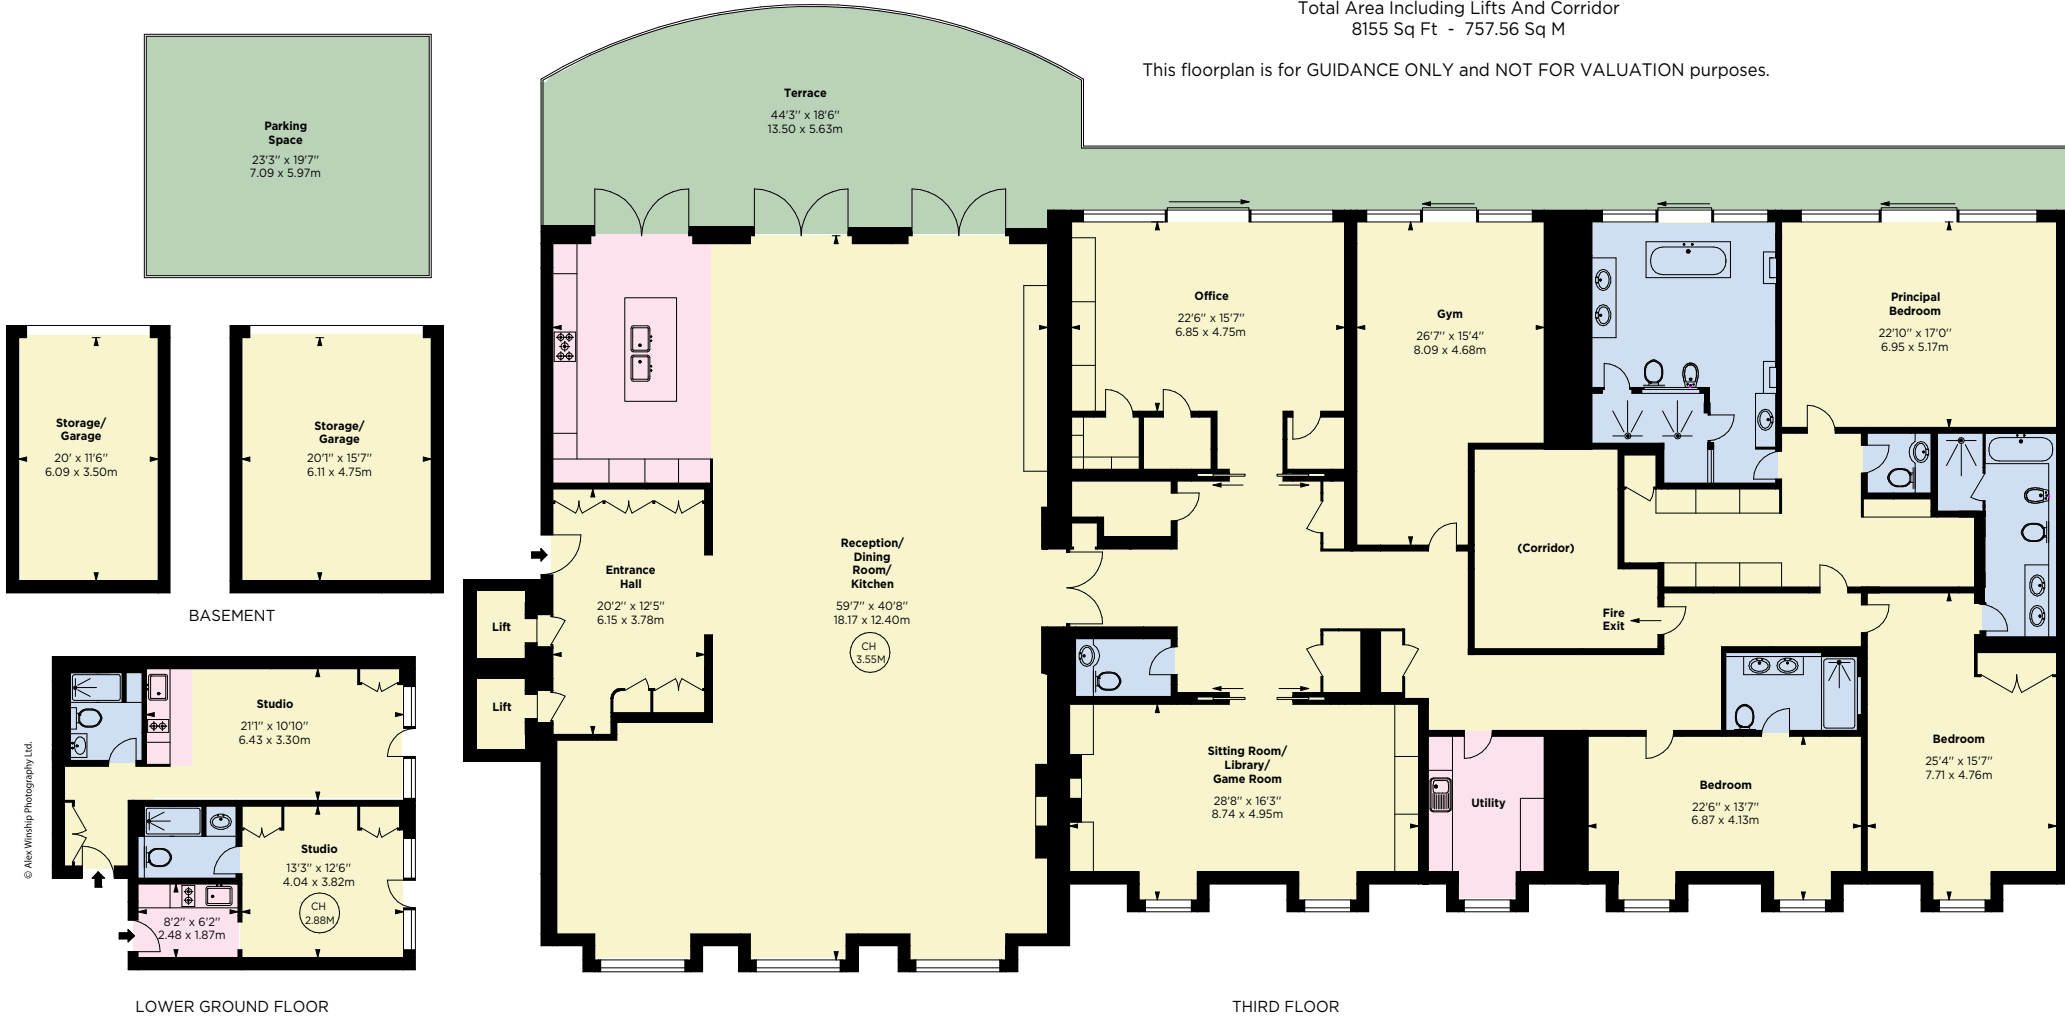 Total Area Including Lifts And Corridor
8155 Sq Ft - 757.56 Sq M
This floorplan is for GUIDANCE ONLY and NOT FOR VALUATION purposes.
Parking
Space
23'3'' x 19'7''
7.09 x 5.97m
Terrace
44'3'' x 18'6''
13.50 x 5.63m
Storage/
Garage
20' x 11'6''
6.09 x 3.50m
Storage/
Garage
20'1'' x 15'7''
6.11 x 4.75m
BASEMENT
Office
22'6'' x 15'7''
6.85 x 4.75m
Gym
26'7'' x 15'4''
8.09 x 4.68m
Principal
Bedroom
22'10'' x 17'0''
6.95 x 5.17m
Entrance
Hall
20'2'' x 12'5''
6.15 x 3.78m
Reception/
Dining
Room/
Kitchen
59'7'' x 40'8''
18.17 x 12.40m
CH
3.55M
Lift
Lift
(Corridor)
Fire
Exit
Studio
21'1'' x 10'10''
6.43 x 3.30m
Studio
13'3'' x 12'6''
4.04 x 3.82m
CH
2.88M
8'2'' x 6'2''
2.48 x 1.87m
© Alex Winship Photography Ltd.
Sitting Room/
Library/
Game Room
28'8'' x 16'3''
8.74 x 4.95m
Utility
Bedroom
22'6'' x 13'7''
6.87 x 4.13m
Bedroom
25'4'' x 15'7''
7.71 x 4.76m
LOWER GROUND FLOOR
THIRD FLOOR